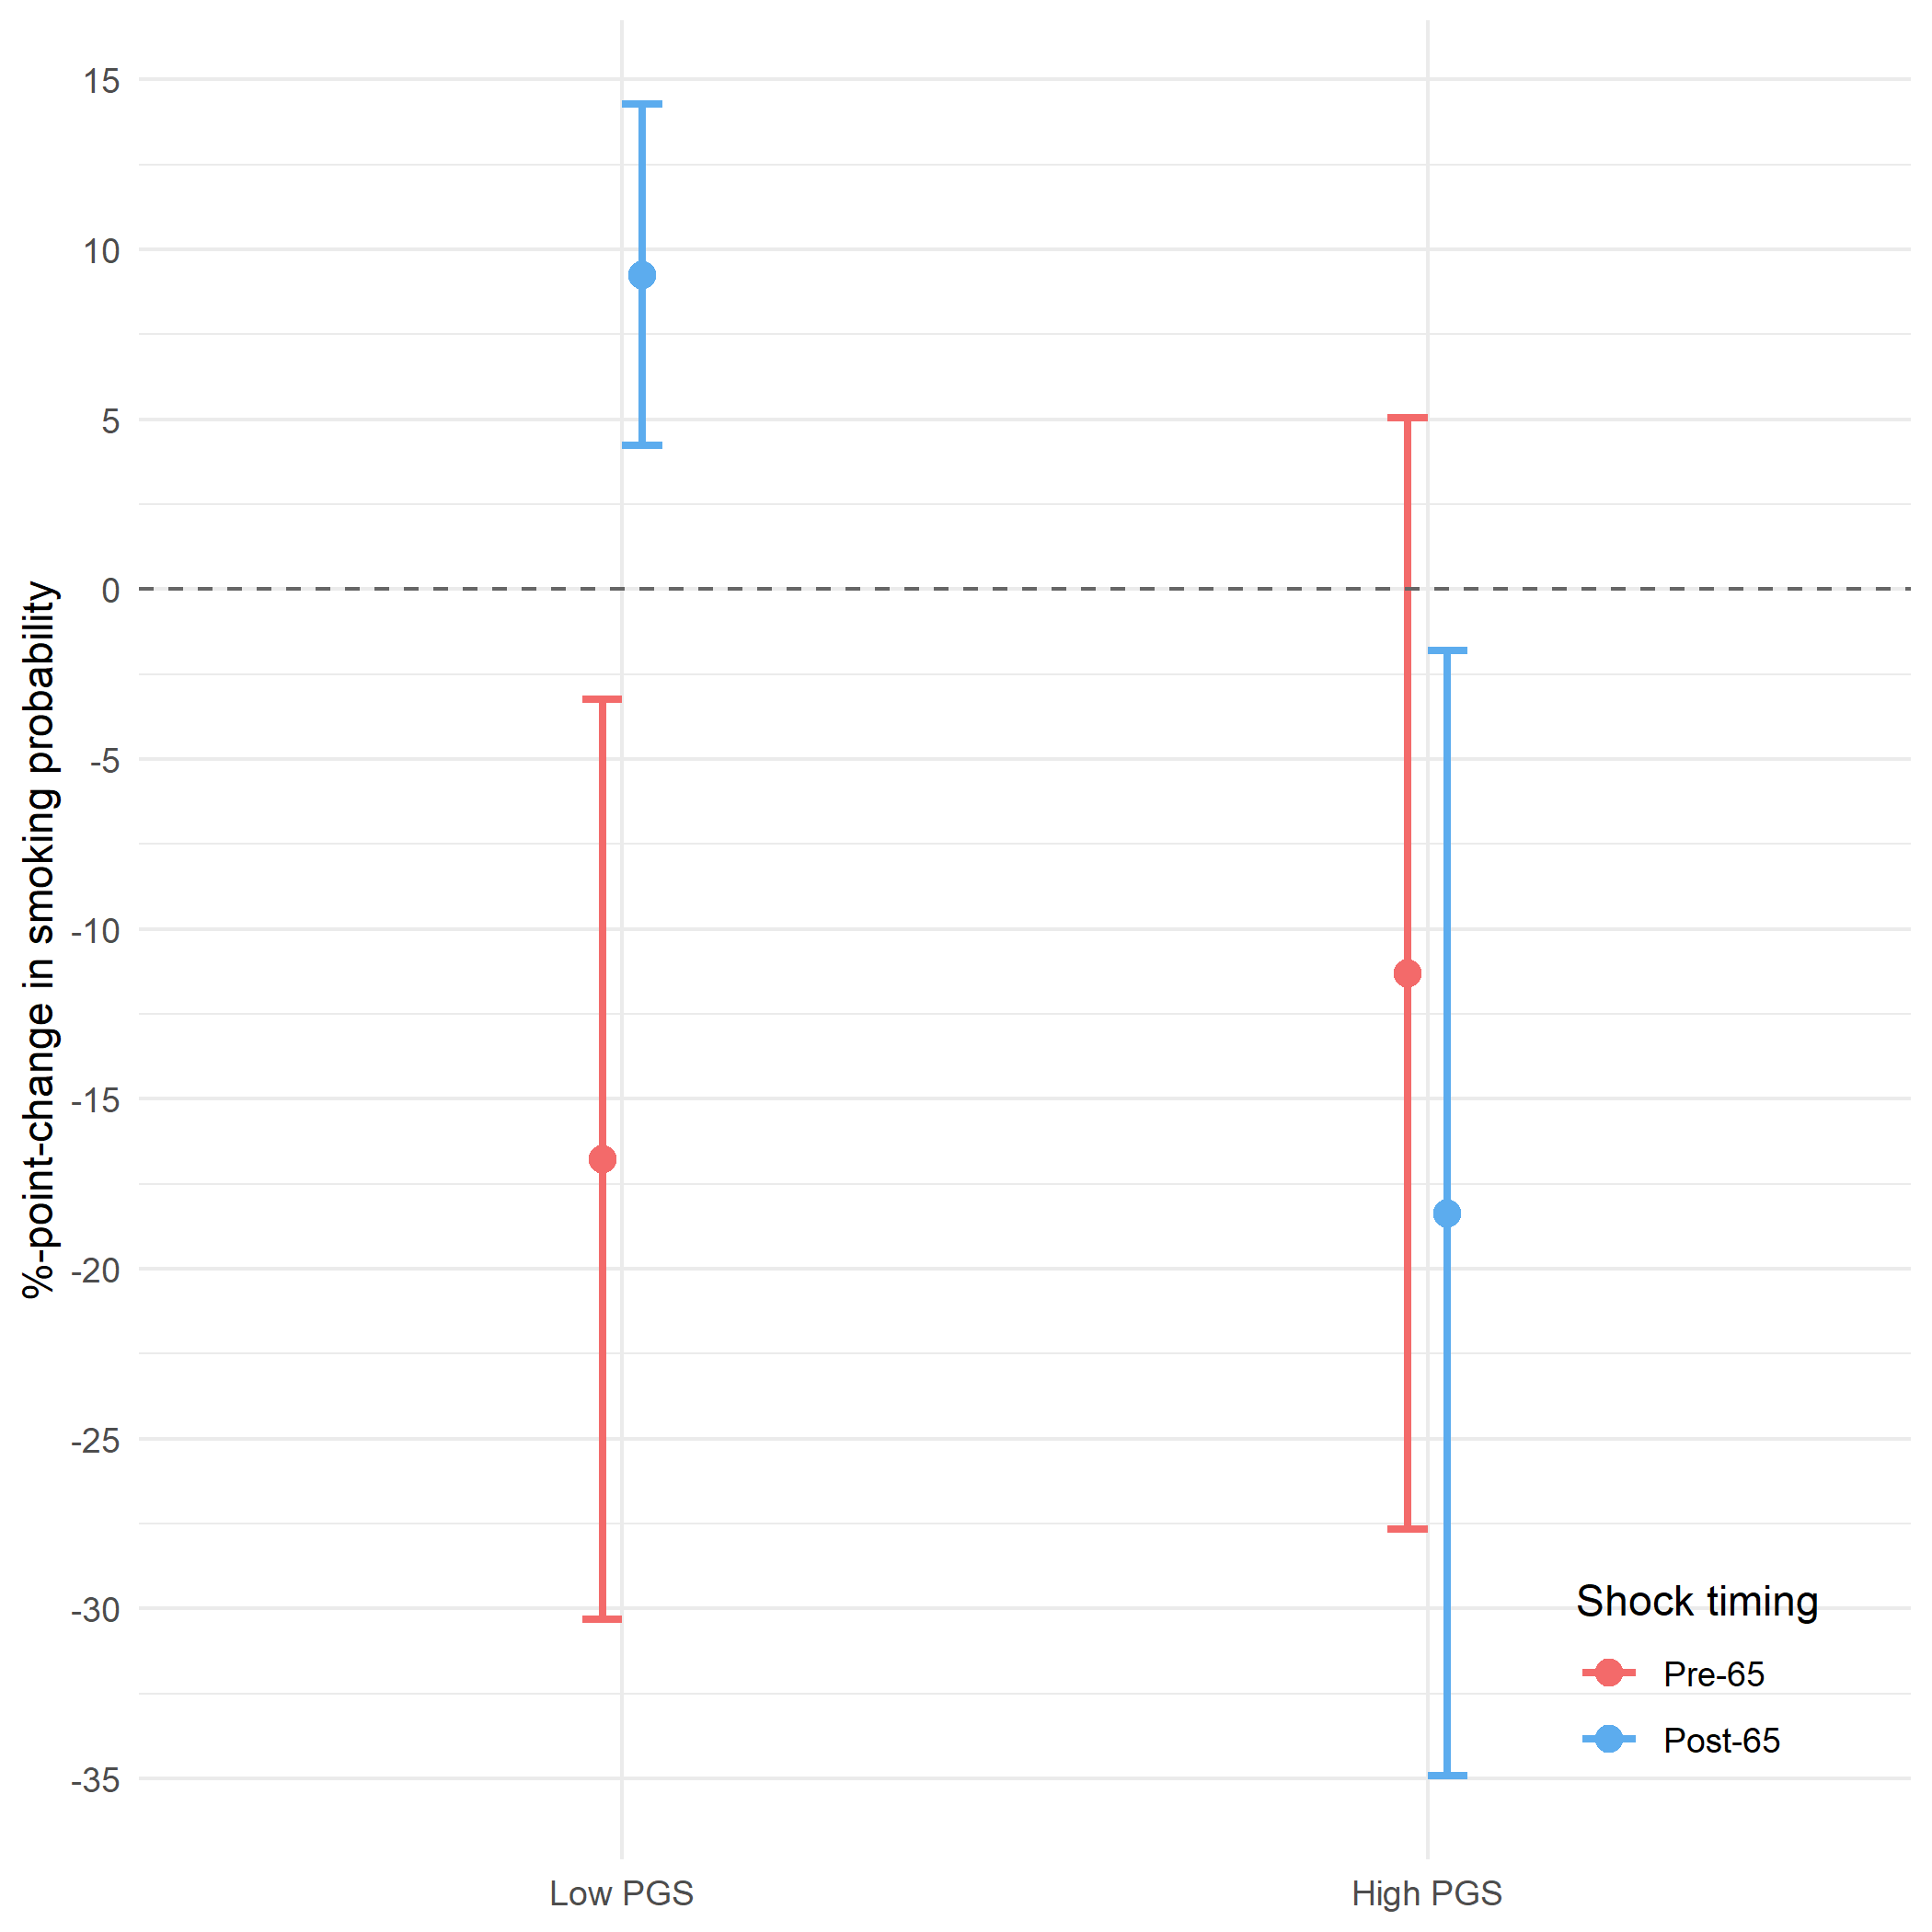 %-point-change in smoking probability
15
10
5
0
-5
-10
-15
-20
-25
-30
-35
Low PGS
High PGS
Shock timing
Pre-65
Post-65